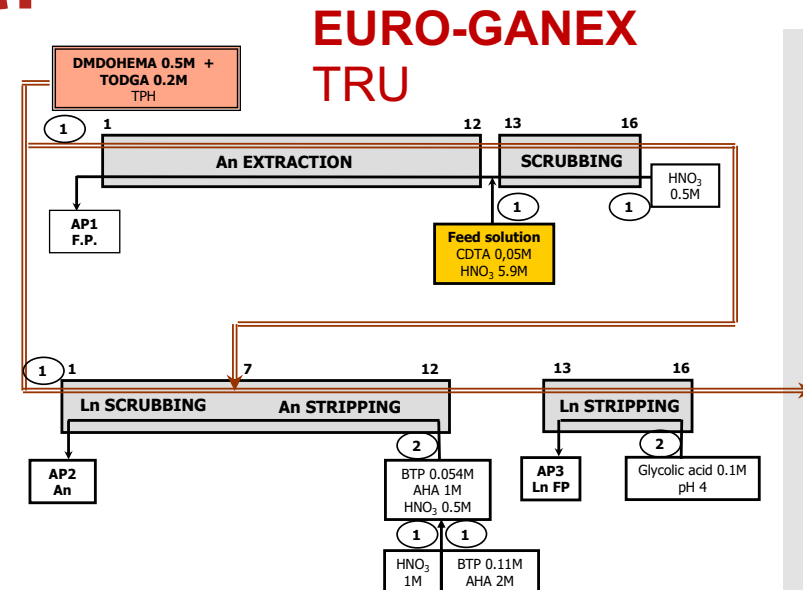 EURO-GANEX
TRU
DMDOHEMA 0.5M +
TODGA 0.2M
TPH
1
1
12
13
16
An EXTRACTION
SCRUBBING
HNO₃
0.5M
AP1
F.P.
1
1
Feed solution
CDTA 0,05M
HNO₃ 5.9M
1
1
7
12
13
16
Ln SCRUBBING
An STRIPPING
Ln STRIPPING
AP2
An
2
BTP 0.054M
AHA 1M
HNO₃ 0.5M
AP3
Ln FP
2
Glycolic acid 0.1M
pH 4
1
1
HNO₃
1M
BTP 0.11M
AHA 2M